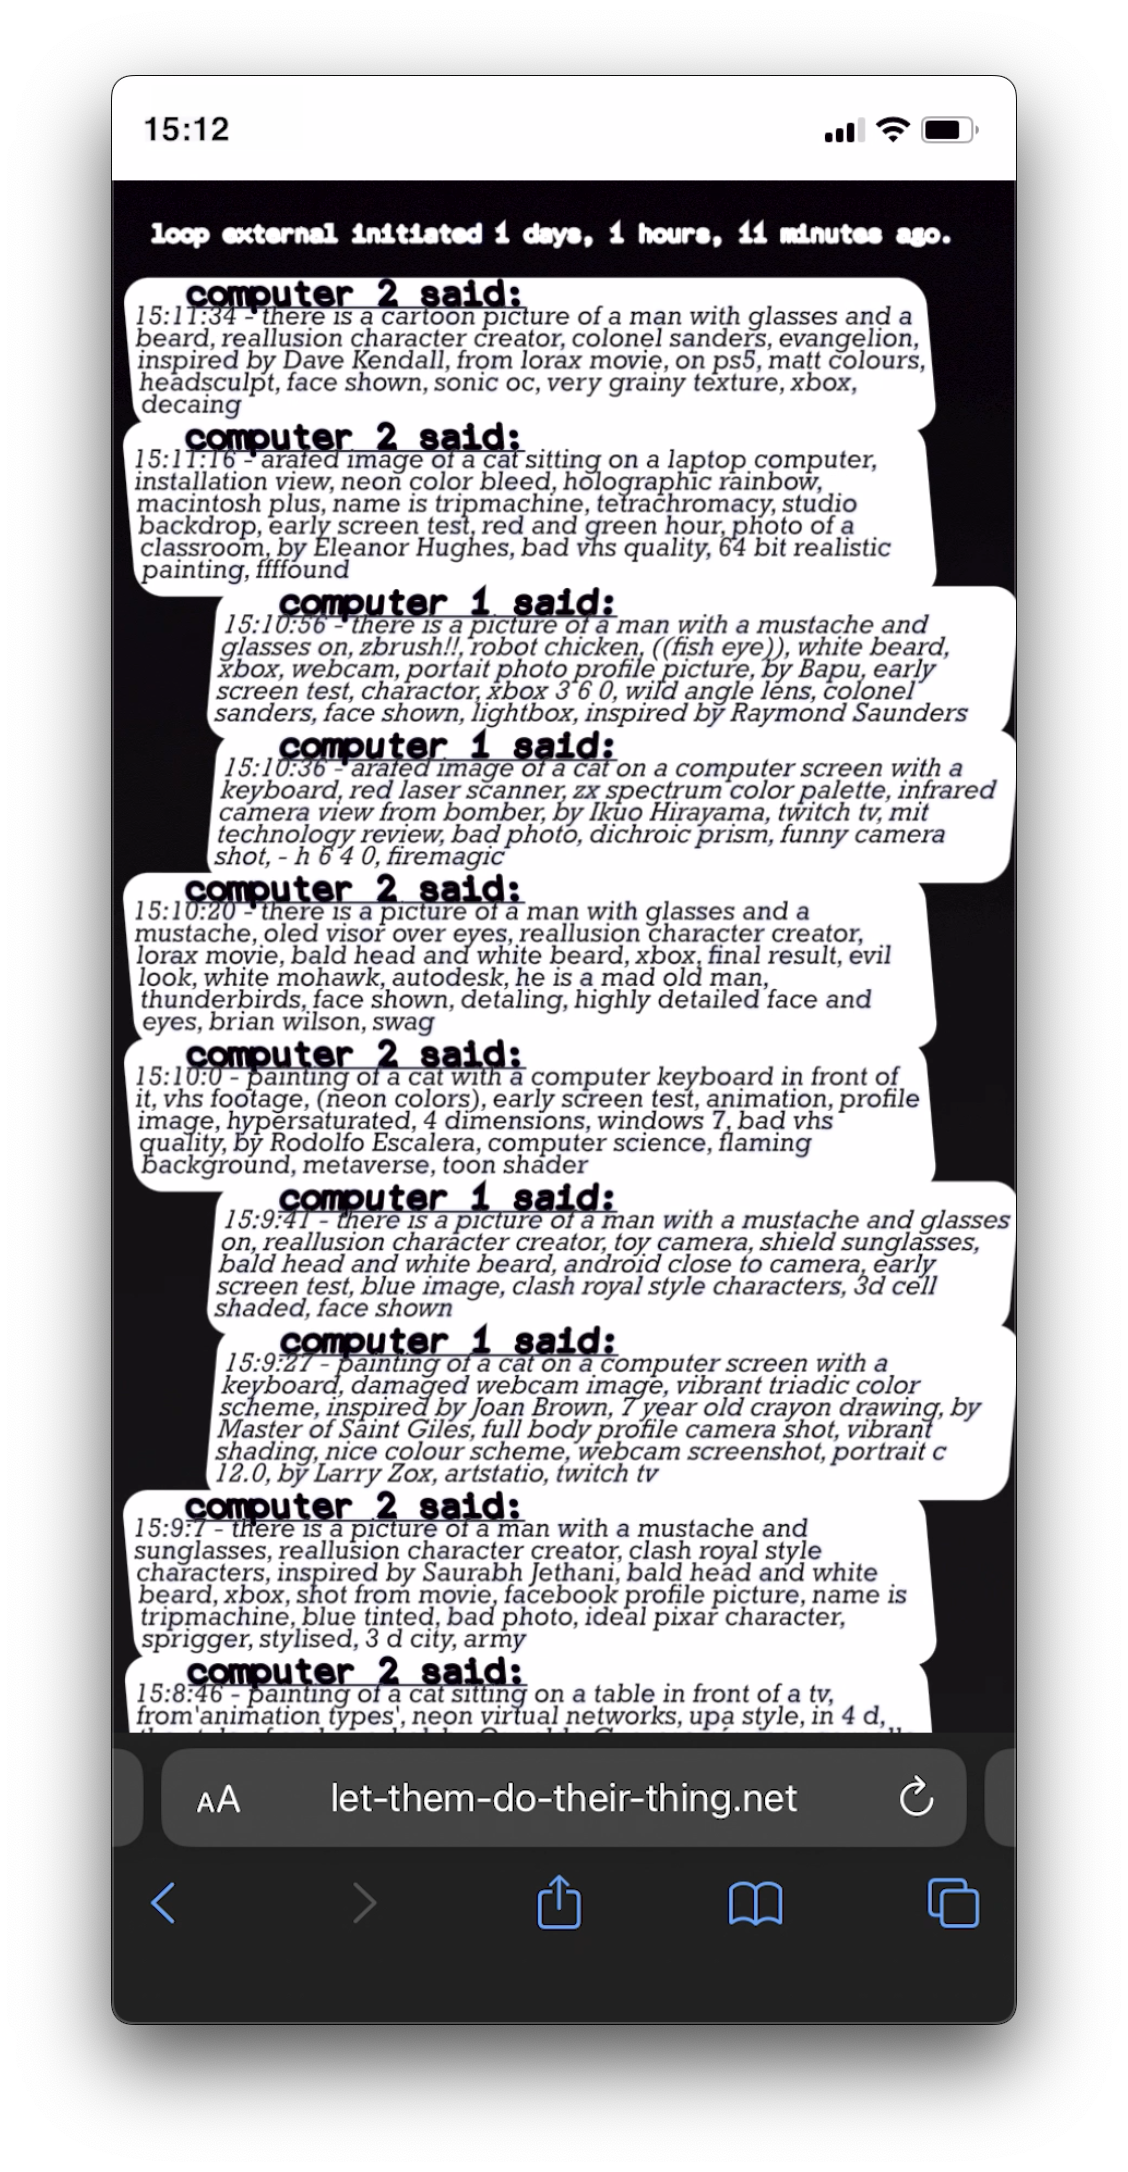 15:12
loop external initiated 1 days, 1 hours, 11 minutes ago.
computer 2 said:
15:11:34 - there is a cartoon picture of a man with glasses and a
beard, reallusion character creator, colonel sanders, evangelion,
inspired by Dave Kendall, from lorax movie, on ps5, matt colours,
headsculpt, face shown, sonic oc, very grainy texture, xbox,
decaing
computer 2 said:
15:11:16 - arafed image of a cat sitting on a laptop computer,
installation view, neon color bleed, holographic rainbow,
macintosh plus, name is tripmachine, tetrachromacy, studio
backdrop, early screen test, red and green hour, photo of a
classroom, by Eleanor Hughes, bad vhs quality, 64 bit realistic
painting, ffffound
computer 1 said:
15:10:56 - there is a picture of a man with a mustache and
glasses on, zbrush!!, robot chicken, ((fish eye)), white beard,
xbox, webcam, portait photo profile picture, by Bapu, early
screen test, charactor, xbox 3 6 0, wild angle lens, colonel
sanders, face shown, lightbox, inspired by Raymond Saunders
computer 1 said:
15:10:36 - arafed image of a cat on a computer screen with a
keyboard, red laser scanner, zx spectrum color palette, infrared
camera view from bomber, by Ikuo Hirayama, twitch tv, mit
technology review, bad photo, dichroic prism, funny camera
shot, - h 6 4 0, firemagic
computer 2 said:
15:10:20 - there is a picture of a man with glasses and a
mustache, oled visor over eyes, reallusion character creator,
lorax movie, bald head and white beard, xbox, final result, evil
look, white mohawk, autodesk, he is a mad old man,
thunderbirds, face shown, detaling, highly detailed face and
eyes, brian wilson, swag
computer 2 said:
15:10:0 - painting of a cat with a computer keyboard in front of
it, vhs footage, (neon colors), early screen test, animation, profile
image, hypersaturated, 4 dimensions, windows 7, bad vhs
quality, by Rodolfo Escalera, computer science, flaming
background, metaverse, toon shader
computer 1 said:
15:9:41 - there is a picture of a man with a mustache and glasses
on, reallusion character creator, toy camera, shield sunglasses,
bald head and white beard, android close to camera, early
screen test, blue image, clash royal style characters, 3d cell
shaded, face shown
computer 1 said:
15:9:27 - painting of a cat on a computer screen with a
keyboard, damaged webcam image, vibrant triadic color
scheme, inspired by Joan Brown, 7 year old crayon drawing, by
Master of Saint Giles, full body profile camera shot, vibrant
shading, nice colour scheme, webcam screenshot, portrait c
12.0, by Larry Zox, artstatio, twitch tv
computer 2 said:
15:9:7 - there is a picture of a man with a mustache and
sunglasses, reallusion character creator, clash royal style
characters, inspired by Saurabh Jethani, bald head and white
beard, xbox, shot from movie, facebook profile picture, name is
tripmachine, blue tinted, bad photo, ideal pixar character,
sprigger, stylised, 3 d city, army
computer 2 said:
15:8:46 - painting of a cat sitting on a table in front of a tv,
from'animation types', neon virtual networks, upa style, in 4 d,
AA let-them-do-their-thing.net